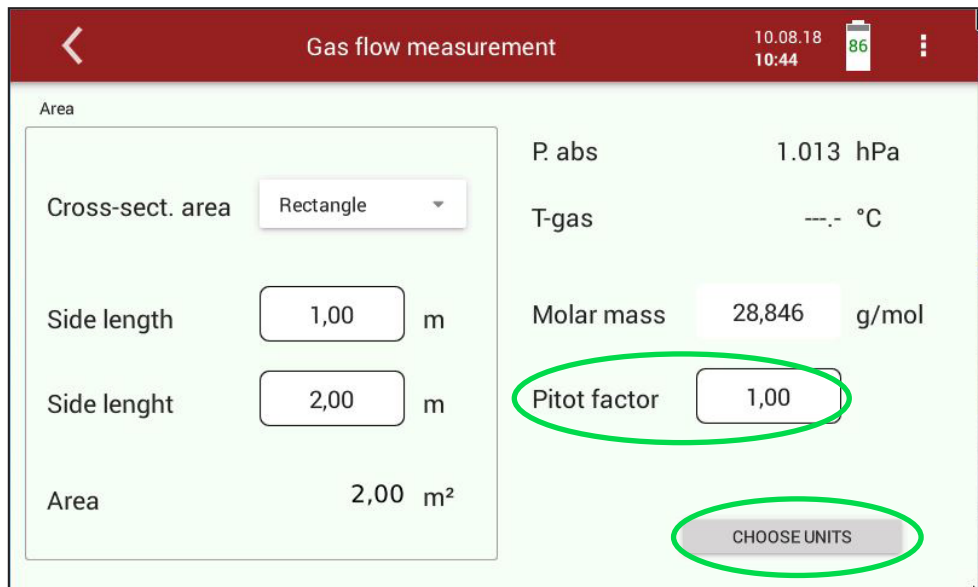 Gas flow measurement
10.08.18
10:44
86
Area
Cross-sect. area Rectangle
Side length 1,00 m
Side lenght 2,00 m
Area 2,00 m²
P. abs 1.013 hPa
T-gas ---.- °C
Molar mass 28,846 g/mol
Pitot factor 1,00
CHOOSE UNITS